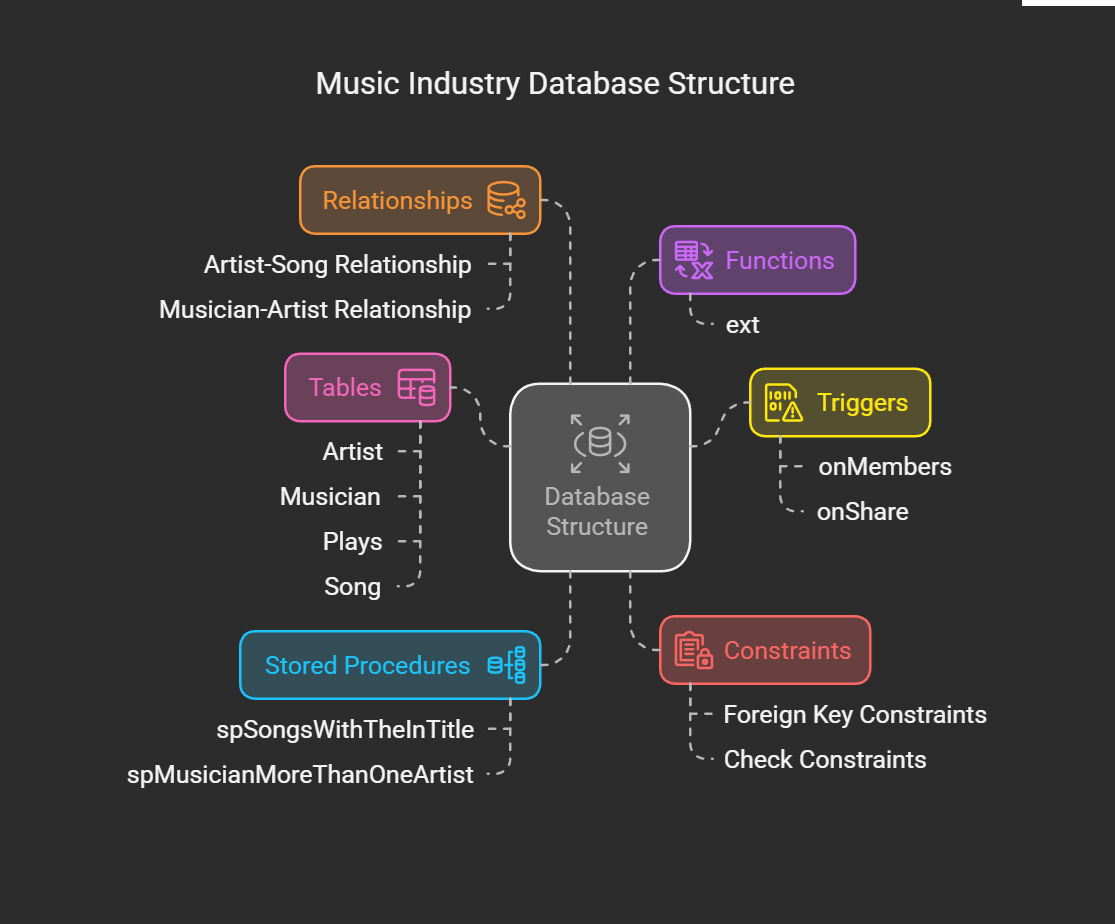 Music Industry Database Structure
Relationships
Artist-Song Relationship
Musician-Artist Relationship
Functions
ext
Tables
Artist
Musician
Plays
Song
Database
Structure
Triggers
onMembers
onShare
Stored Procedures
spSongsWithTheInTitle
spMusicianMoreThanOneArtist
Constraints
Foreign Key Constraints
Check Constraints